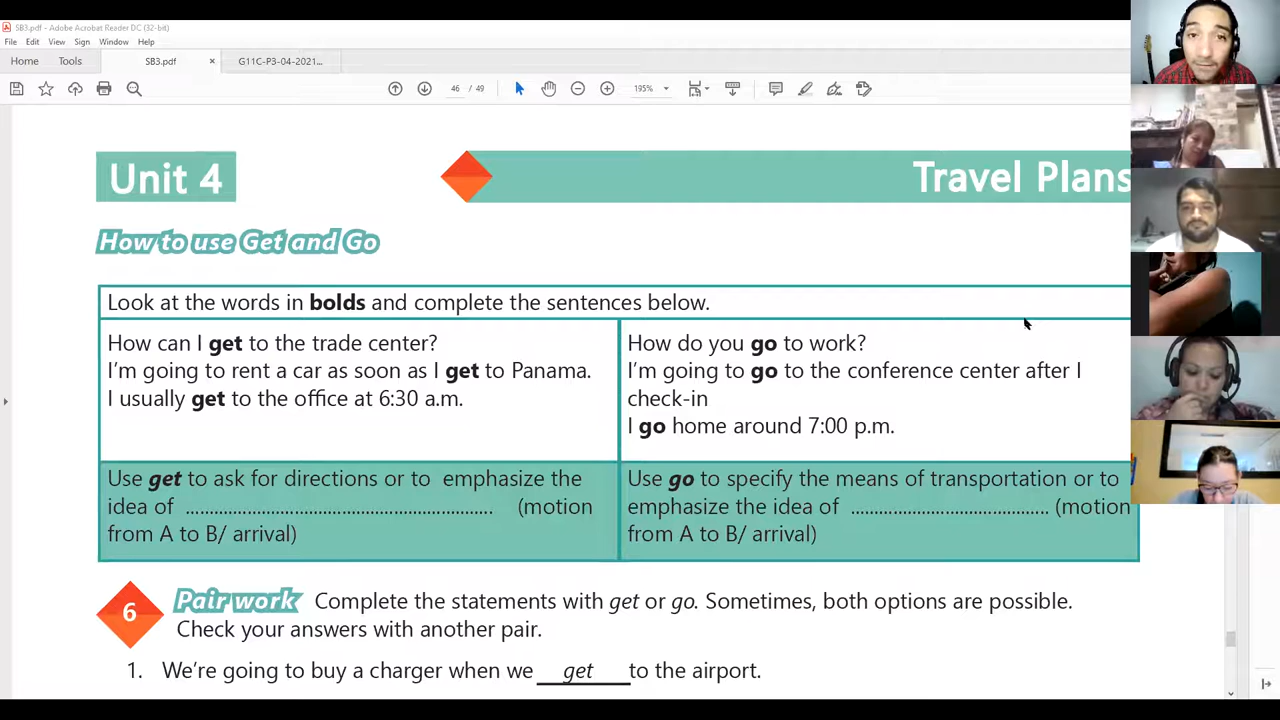 SB3.pdf - Adobe Acrobat Reader DC (32-bit)
File Edit View Sign Window Help
Home Tools SB3.pdf × G11C-P3-04-2021...
46 / 49 195%
Unit 4
Travel Plans
How to use Get and Go
Look at the words in bolds and complete the sentences below.
How can I get to the trade center?
I'm going to rent a car as soon as I get to Panama.
I usually get to the office at 6:30 a.m.
How do you go to work?
I'm going to go to the conference center after I
check-in
I go home around 7:00 p.m.
Use get to ask for directions or to emphasize the
idea of ........................................................... (motion
from A to B/ arrival)
Use go to specify the means of transportation or to
emphasize the idea of ......................................... (motion
from A to B/ arrival)
6 Pair work Complete the statements with get or go. Sometimes, both options are possible.
Check your answers with another pair.
1. We're going to buy a charger when we get to the airport.